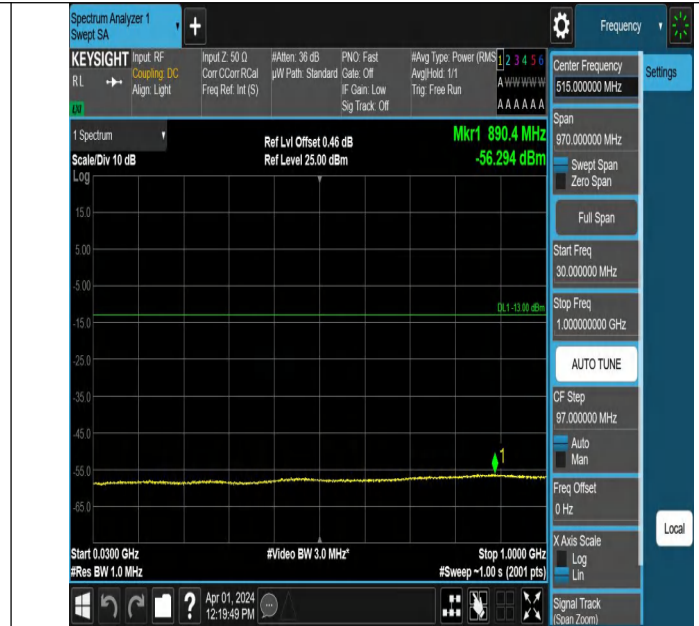 Spectrum Analyzer 1
Swept SA
Frequency
KEYSIGHT
RL
LXI
Input: RF
Coupling: DC
Align: Light
Input Z: 50 Ω
Corr CCorr RCal
Freq Ref: Int (S)
#Atten: 36 dB
µW Path: Standard
PNO: Fast
Gate: Off
IF Gain: Low
Sig Track: Off
#Avg Type: Power (RMS
Avg|Hold: 1/1
Trig: Free Run
1 2 3 4 5 6
A W W W W W
A A A A A A
1 Spectrum
Scale/Div 10 dB
Log
Ref Lvl Offset 0.46 dB
Ref Level 25.00 dBm
Mkr1 890.4 MHz
-56.294 dBm
15.0
5.00
-5.00
DL1 -13.00 dBm
-15.0
-25.0
-35.0
-45.0
1
-55.0
-65.0
Start 0.0300 GHz
#Video BW 3.0 MHz*
Stop 1.0000 GHz
#Res BW 1.0 MHz
#Sweep ~1.00 s (2001 pts)
Center Frequency
515.000000 MHz
Settings
Span
970.000000 MHz
Swept Span
Zero Span
Full Span
Start Freq
30.000000 MHz
Stop Freq
1.000000000 GHz
AUTO TUNE
CF Step
97.000000 MHz
Auto
Man
Freq Offset
0 Hz
X Axis Scale
Log
Lin
Local
Signal Track
(Span Zoom)
?
Apr 01, 2024
12:19:49 PM